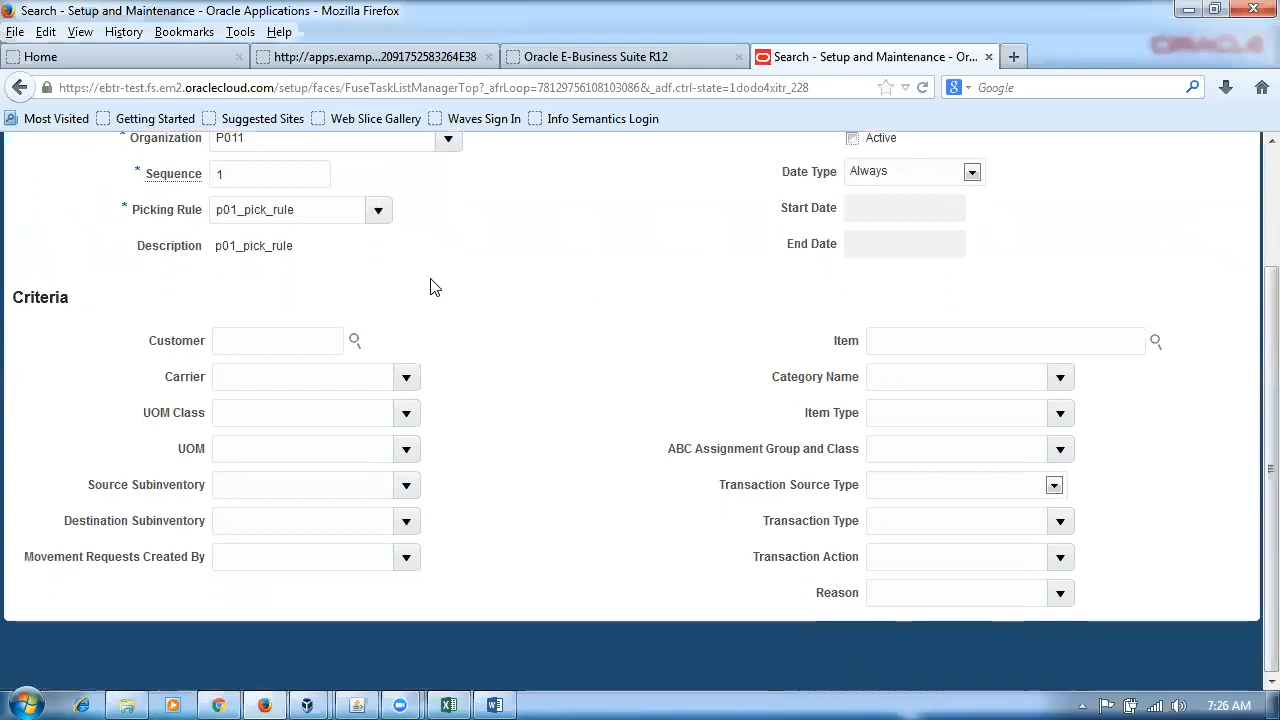 Search - Setup and Maintenance - Oracle Applications - Mozilla Firefox
File Edit View History Bookmarks Tools Help
Home
http://apps.examp...2091752583264E38
Oracle E-Business Suite R12
Search - Setup and Maintenance - Or...
ORACLE
https://ebtr-test.fs.em2.oraclecloud.com/setup/faces/FuseTaskListManagerTop?_afrLoop=78129756108103086&_adf.ctrl-state=1dodo4xitr_228
Google
Most Visited Getting Started Suggested Sites Web Slice Gallery Waves Sign In Info Semantics Login
* Organization P011
Active
* Sequence 1
Date Type Always
* Picking Rule p01_pick_rule
Start Date
Description p01_pick_rule
End Date
Criteria
Customer
Item
Carrier
Category Name
UOM Class
Item Type
UOM
ABC Assignment Group and Class
Source Subinventory
Transaction Source Type
Destination Subinventory
Transaction Type
Movement Requests Created By
Transaction Action
Reason
7:26 AM